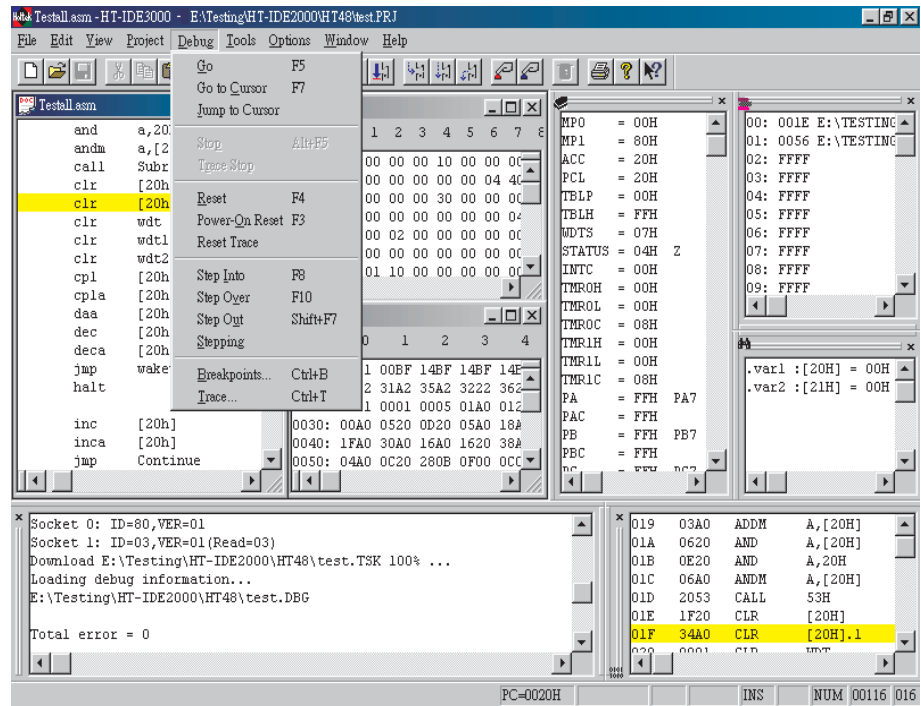 Testall.asm - HT-IDE3000 - E:\Testing\HT-IDE2000\HT48\test.PRJ
File Edit View Project Debug Tools Options Window Help
Go F5
Go to Cursor F7
Jump to Cursor
Stop Alt+F5
Trace Stop
Reset F4
Power-On Reset F3
Reset Trace
Step Into F8
Step Over F10
Step Out Shift+F7
Stepping
Breakpoints... Ctrl+B
Trace... Ctrl+T
Testall.asm
and a,20
andm a,[2
call Subr
clr [20h
clr [20h
clr wdt
clr wdt1
clr wdt2
cpl [20h
cpla [20h
daa [20h
dec [20h
deca [20h
jmp wake
halt
inc [20h]
inca [20h]
jmp Continue
1 2 3 4 5 6 7 8
00 00 00 10 00 00 00
00 00 00 00 00 04 40
00 00 00 30 00 00 00
00 00 00 00 00 00 04
00 02 00 00 00 00 00
00 00 00 00 00 00 00
01 10 00 00 00 00 00
0 1 2 3 4
1 00BF 14BF 14BF 14B
2 31A2 35A2 3222 362
1 0001 0005 01A0 012
0030: 00A0 0520 0D20 05A0 18A
0040: 1FA0 30A0 16A0 1620 38A
0050: 04A0 0C20 280B 0F00 0CC
MP0 = 00H
MP1 = 80H
ACC = 20H
PCL = 20H
TBLP = 00H
TBLH = FFH
WDTS = 07H
STATUS = 04H Z
INTC = 00H
TMR0H = 00H
TMR0L = 00H
TMR0C = 08H
TMR1H = 00H
TMR1L = 00H
TMR1C = 08H
PA = FFH PA7
PAC = FFH
PB = FFH PB7
PBC = FFH
PC = FFH PC7
00: 001E E:\TESTING
01: 0056 E:\TESTING
02: FFFF
03: FFFF
04: FFFF
05: FFFF
06: FFFF
07: FFFF
08: FFFF
09: FFFF
.var1 :[20H] = 00H
.var2 :[21H] = 00H
Socket 0: ID=80,VER=01
Socket 1: ID=03,VER=01(Read=03)
Download E:\Testing\HT-IDE2000\HT48\test.TSK 100% ...
Loading debug information...
E:\Testing\HT-IDE2000\HT48\test.DBG
Total error = 0
019 03A0 ADDM A,[20H]
01A 0620 AND A,[20H]
01B 0E20 AND A,20H
01C 06A0 ANDM A,[20H]
01D 2053 CALL 53H
01E 1F20 CLR [20H]
01F 34A0 CLR [20H].1
020 0001 CLR WDT
PC=0020H INS NUM 00116 016